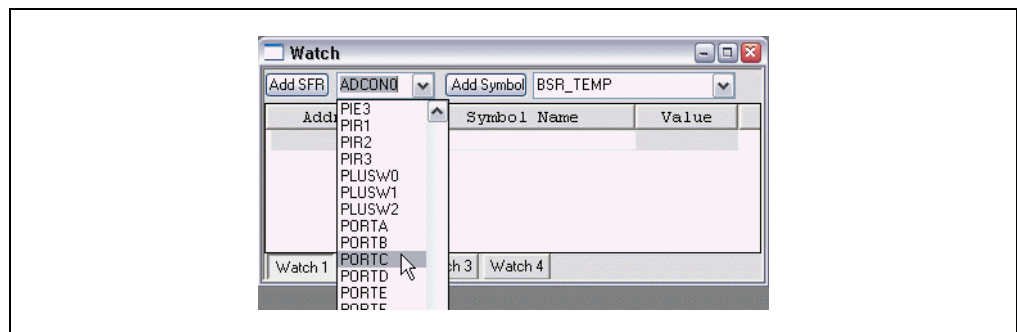 Watch
Add SFR ADCON0 Add Symbol BSR_TEMP
Symbol Name Value
PIE3
PIR1
PIR2
PIR3
PLUSW0
PLUSW1
PLUSW2
PORTA
PORTB
PORTC
PORTD
PORTE
Watch 1 Watch 4